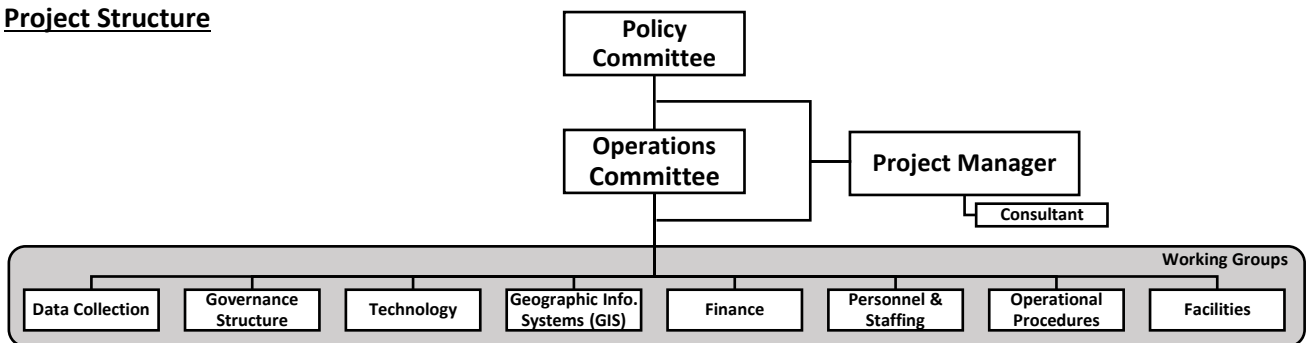 Project Structure
Policy
Committee
Operations
Committee
Project Manager
Consultant
Working Groups
Data Collection
Governance
Structure
Technology
Geographic Info.
Systems (GIS)
Finance
Personnel &
Staffing
Operational
Procedures
Facilities